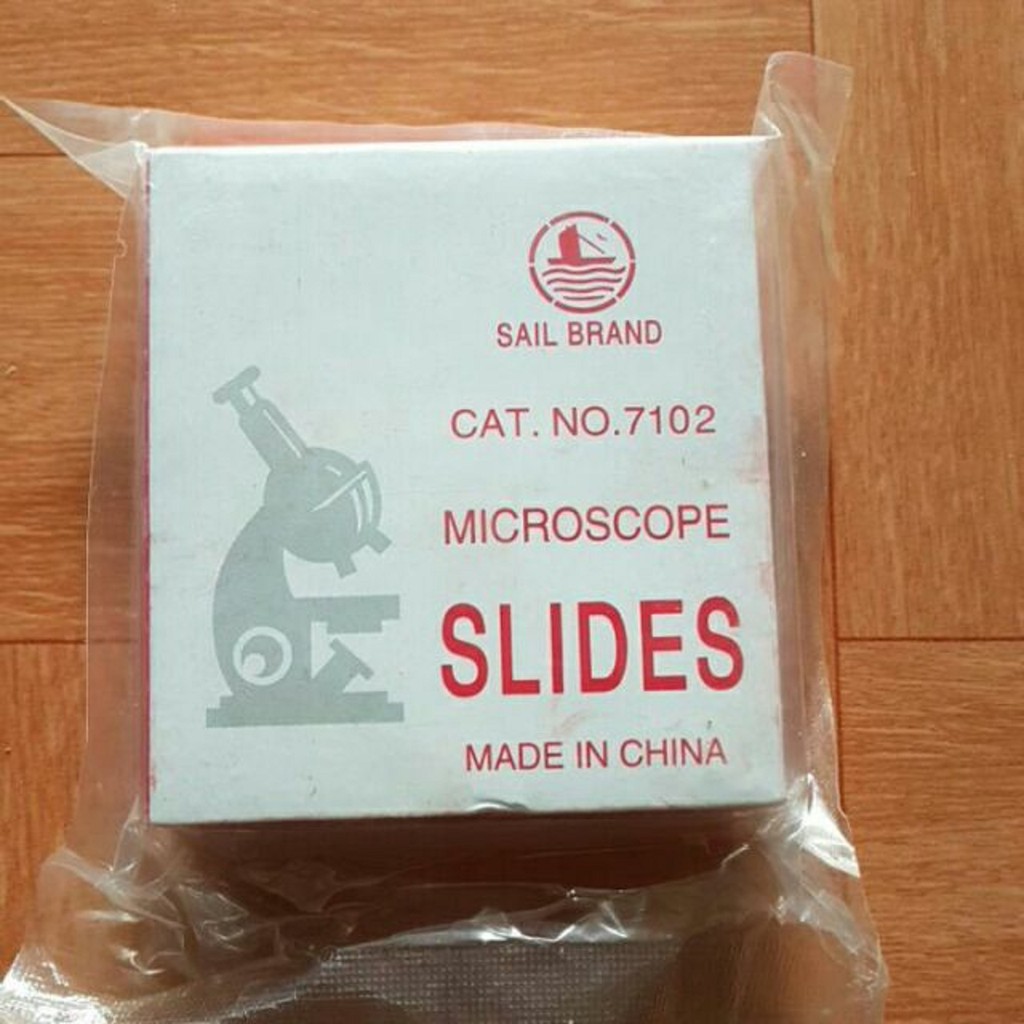 SAIL BRAND
CAT. NO.7102
MICROSCOPE
SLIDES
MADE IN CHINA